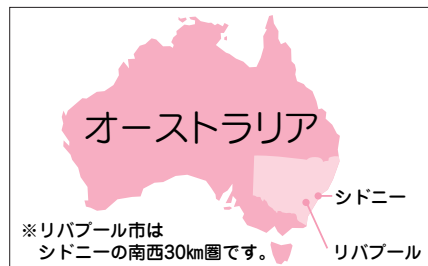 オーストラリア
シドニー
リバプール
※リバプール市は
シドニーの南西30㎞圏です。